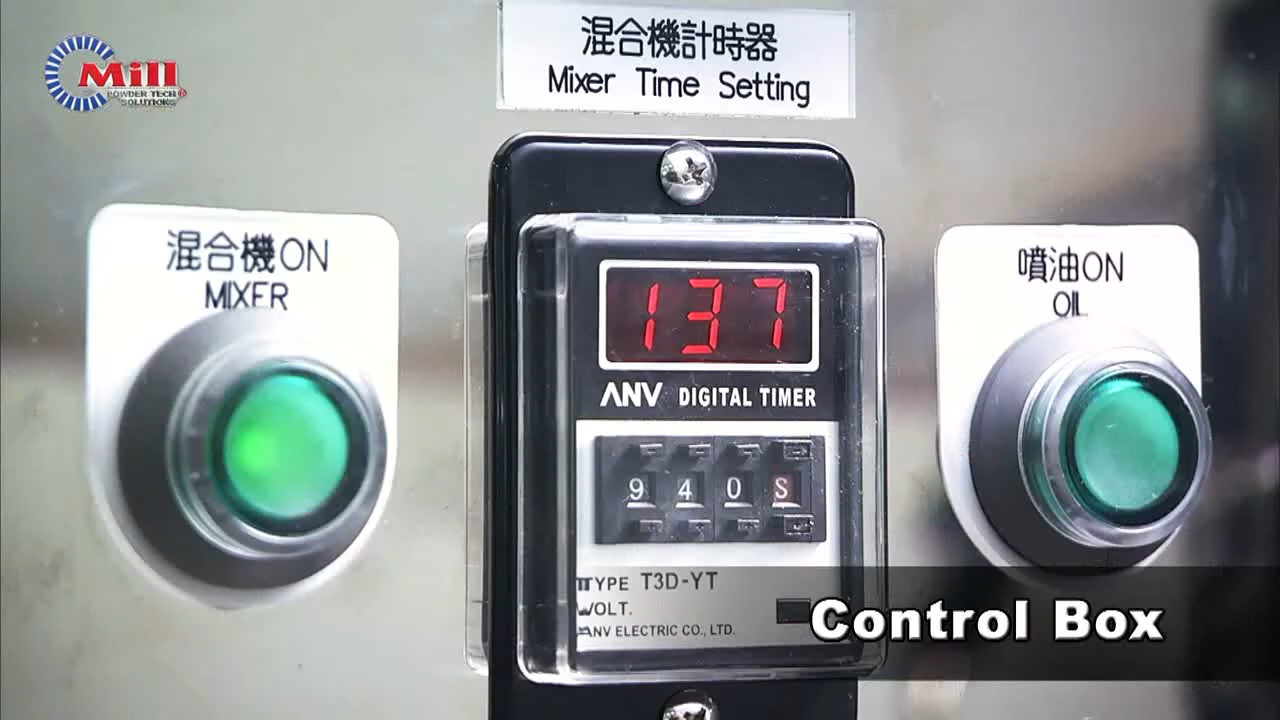 Mill
POWDER TECH
SOLUTIONS
混合機計時器
Mixer Time Setting
混合機ON
MIXER
137
ANV DIGITAL TIMER
9 4 0 S
TYPE T3D-YT
VOLT.
ANV ELECTRIC CO., LTD.
噴油ON
OIL
Control Box